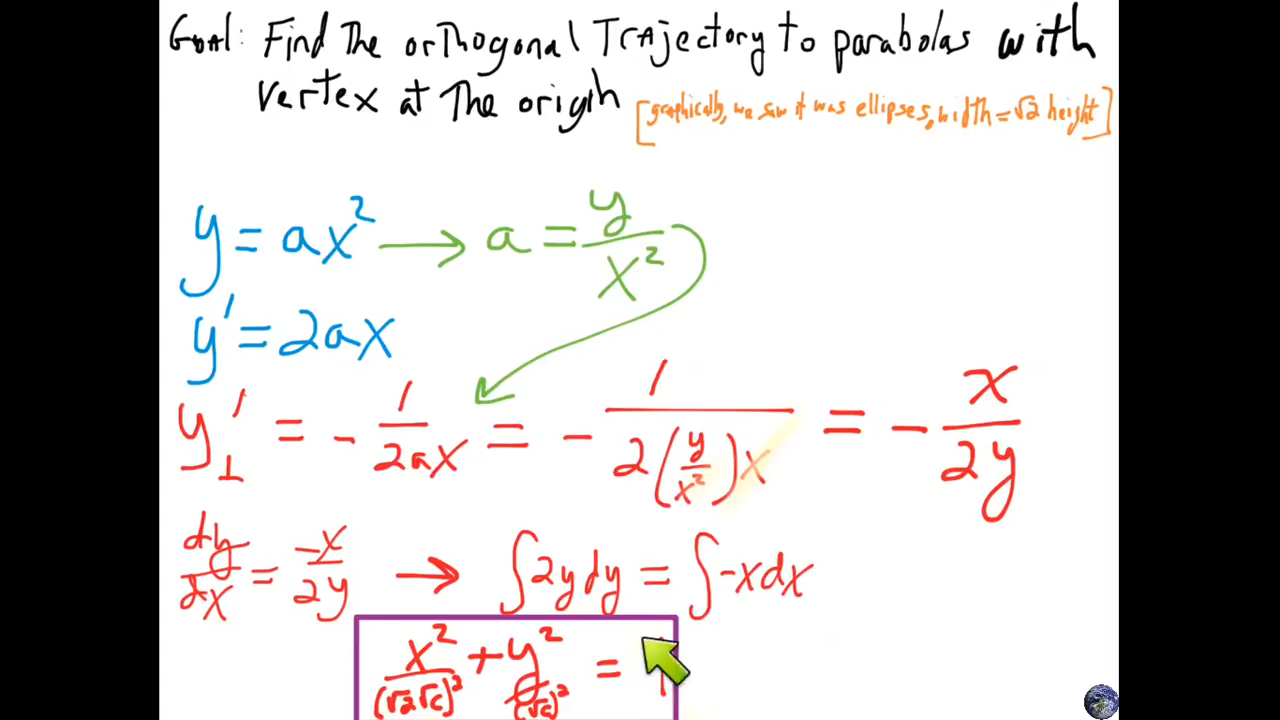 GOAL: Find The orThogonal TrAjectory to parabolas with
vertex at The origin [graphically, we saw it was ellipses, width = √2 height]
y = ax² → a = y/x²
y' = 2ax
y'⊥ = - 1/2ax = - 1/2(y/x²)x = - x/2y
dy/dx = -x/2y → ∫2y dy = ∫-x dx
x²/(√2√c)² + y²/(√c)² = 1